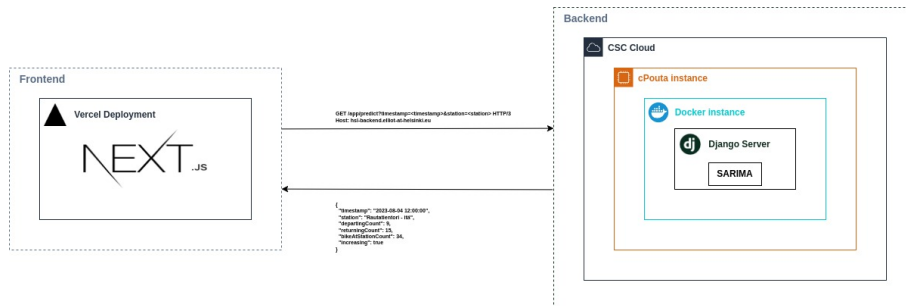 Backend
CSC Cloud
Frontend
cPouta instance
Vercel Deployment
NEXT.JS
GET /app/predict?timestamp=<timestamp>&station=<station> HTTP/3
Host: hsl-backend.elliot-at-helsinki.eu
Docker instance
dj
Django Server
SARIMA
{
"timestamp": "2023-08-04 12:00:00",
"station": "Rautatientori - itä",
"departingCount": 9,
"returningCount": 15,
"bikeAtStationCount": 34,
"increasing": true
}